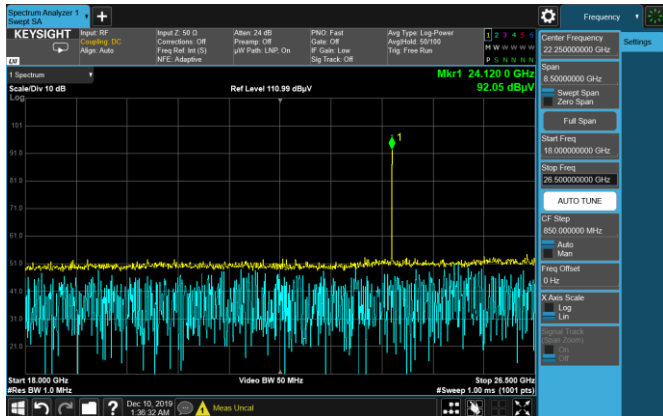 Spectrum Analyzer 1
Swept SA
+
Frequency
KEYSIGHT
Input: RF
Coupling: DC
Align: Auto
Input Z: 50 Ω
Corrections: Off
Freq Ref: Int (S)
NFE: Adaptive
Atten: 24 dB
Preamp: Off
µW Path: LNP, On
PNO: Fast
Gate: Off
IF Gain: Low
Sig Track: Off
Avg Type: Log-Power
Avg|Hold: 50/100
Trig: Free Run
1 2 3 4 5 6
M W W W W W
P S N N N N
LXI
1 Spectrum
Scale/Div 10 dB
Log
Ref Level 110.99 dBµV
Mkr1 24.120 0 GHz
92.05 dBµV
101
91.0
81.0
71.0
61.0
51.0
41.0
31.0
21.0
1
Start 18.000 GHz
#Res BW 1.0 MHz
Video BW 50 MHz
Stop 26.500 GHz
#Sweep 1.00 ms (1001 pts)
Center Frequency
22.250000000 GHz
Settings
Span
8.50000000 GHz
Swept Span
Zero Span
Full Span
Start Freq
18.000000000 GHz
Stop Freq
26.500000000 GHz
AUTO TUNE
CF Step
850.000000 MHz
Auto
Man
Freq Offset
0 Hz
X Axis Scale
Log
Lin
Signal Track
(Span Zoom)
On
Off
?
Dec 10, 2019
1:36:32 AM
Meas Uncal